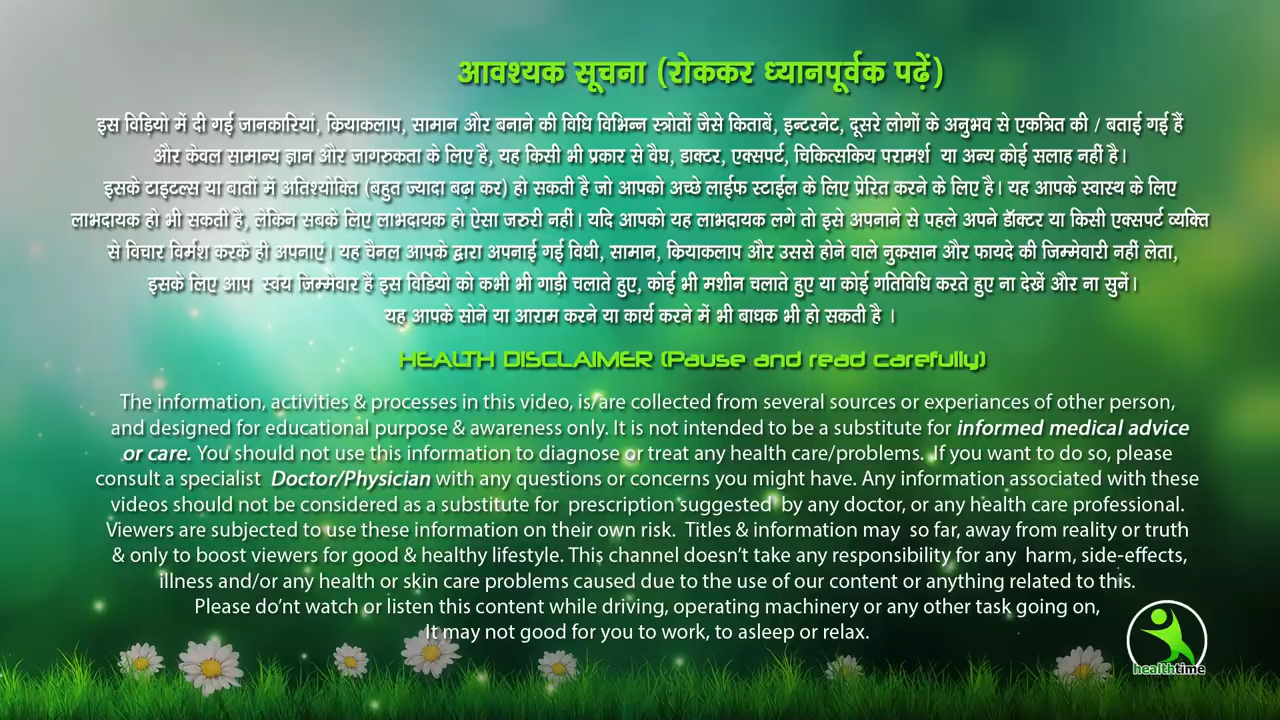 आवश्यक सूचना (रोककर ध्यानपूर्वक पढ़ें)
इस विड़ियो में दी गई जानकारियां, कियाकलाप, सामान और बनाने की विधि विभिन्न स्त्रोतों जैसे किताबें, इन्टरनेट, दूसरे लोगों के अनुभव से एकत्रित की / बताई गई हैं
और केवल सामान्य ज्ञान और जागरुकता के लिए है, यह किसी भी प्रकार से वैघ, डाक्टर, एक्सपर्ट, चिकित्सकिय परामर्श या अन्य कोई सलाह नहीं है।
इसके टाइटल्स या बातों में अतिश्योक्ति (बहुत ज्यादा बढ़ा कर) हो सकती है जो आपको अच्छे लाईफ स्टाईल के लिए प्रेरित करने के लिए है। यह आपके स्वास्थ के लिए
लाभदायक हो भी सकती है, लेकिन सबके लिए लाभदायक हो ऐसा जरुरी नहीं। यदि आपको यह लाभदायक लगे तो इसे अपनाने से पहले अपने डॉक्टर या किसी एक्सपर्ट व्यक्ति
से विचार विर्मश करके ही अपनाएं। यह चैनल आपके द्वारा अपनाई गई विधी, सामान, कियाकलाप और उससे होने वाले नुकसान और फायदे की जिम्मेवारी नहीं लेता,
इसके लिए आप स्वंय जिम्मेवार हैं इस विडियो को कभी भी गाड़ी चलाते हुए, कोई भी मशीन चलाते हुए या कोई गतिविधि करते हुए ना देखें और ना सुनें।
यह आपके सोने या आराम करने या कार्य करने में भी बाधक भी हो सकती है ।
HEALTH DISCLAIMER (Pause and read carefully)
The information, activities & processes in this video, is/are collected from several sources or experiances of other person,
and designed for educational purpose & awareness only. It is not intended to be a substitute for informed medical advice
or care. You should not use this information to diagnose or treat any health care/problems. If you want to do so, please
consult a specialist Doctor/Physician with any questions or concerns you might have. Any information associated with these
videos should not be considered as a substitute for prescription suggested by any doctor, or any health care professional.
Viewers are subjected to use these information on their own risk. Titles & information may so far, away from reality or truth
& only to boost viewers for good & healthy lifestyle. This channel doesn't take any responsibility for any harm, side-effects,
illness and/or any health or skin care problems caused due to the use of our content or anything related to this.
Please do'nt watch or listen this content while driving, operating machinery or any other task going on,
It may not good for you to work, to asleep or relax.
healthtime